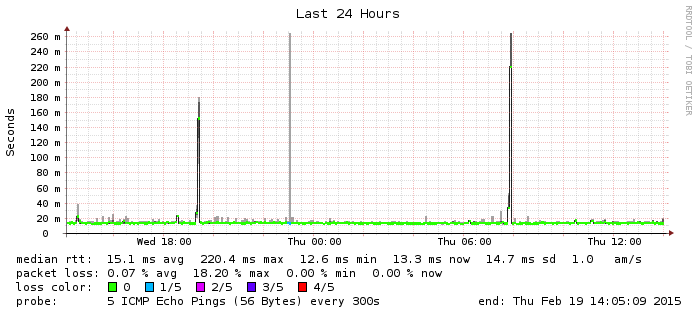 Last 24 Hours
RRDTOOL / TOBI OETIKER
Seconds
260 m
240 m
220 m
200 m
180 m
160 m
140 m
120 m
100 m
80 m
60 m
40 m
20 m
0
Wed 18:00 Thu 00:00 Thu 06:00 Thu 12:00
median rtt: 15.1 ms avg 220.4 ms max 12.6 ms min 13.3 ms now 14.7 ms sd 1.0 am/s
packet loss: 0.07 % avg 18.20 % max 0.00 % min 0.00 % now
loss color: 0 1/5 2/5 3/5 4/5
probe: 5 ICMP Echo Pings (56 Bytes) every 300s end: Thu Feb 19 14:05:09 2015